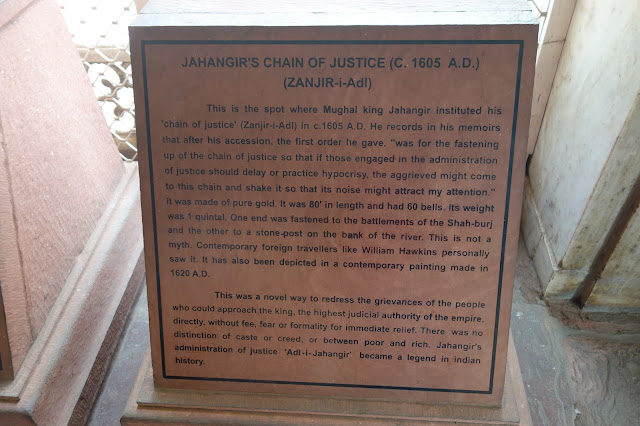 JAHANGIR'S CHAIN OF JUSTICE (C. 1605 A.D.)
(ZANJIR-i-Adl)
This is the spot where Mughal king Jahangir instituted his
'chain of justice' (Zanjir-i-Adl) in c.1605 A.D. He records in his memoirs
that after his accession, the first order he gave, "was for the fastening
up of the chain of justice so that if those engaged in the administration
of justice should delay or practice hypocrisy, the aggrieved might come
to this chain and shake it so that its noise might attract my attention."
It was made of pure gold. It was 80' in length and had 60 bells. Its weight
was 1 quintal. One end was fastened to the battlements of the Shah-burj
and the other to a stone-post on the bank of the river. This is not a
myth. Contemporary foreign travellers like William Hawkins personally
saw it. It has also been depicted in a contemporary painting made in
1620 A.D.
This was a novel way to redress the grievances of the people
who could approach the king, the highest judicial authority of the empire,
directly, without fee, fear or formality for immediate relief. There was no
distinction of caste or creed, or between poor and rich. Jahangir's
administration of justice 'Adl-i-Jahangir' became a legend in indian
history.